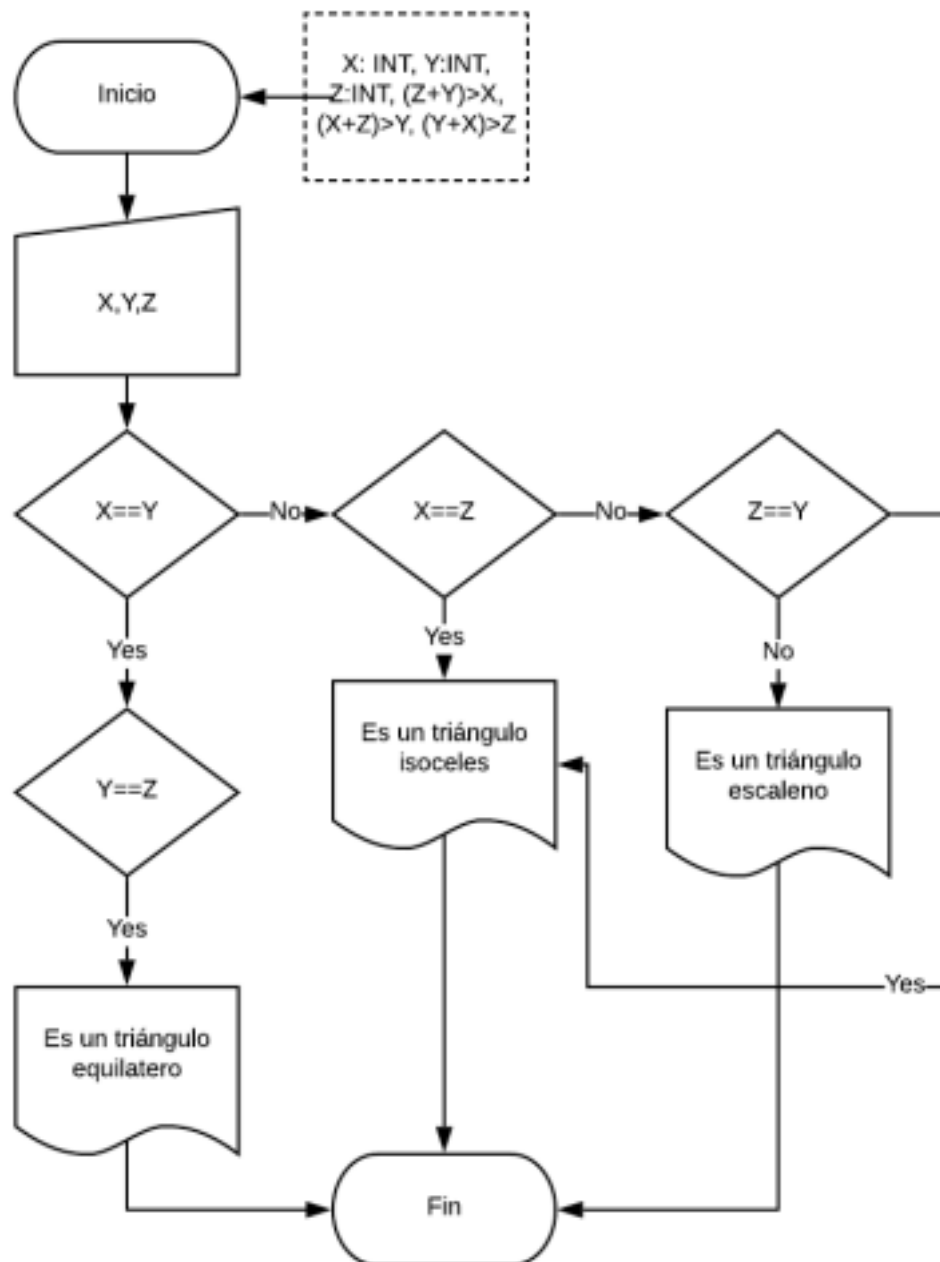 Inicio
X: INT, Y:INT,
Z:INT, (Z+Y)>X,
(X+Z)>Y, (Y+X)>Z
X,Y,Z
X==Y
No
X==Z
No
Z==Y
Yes
Yes
No
Y==Z
Es un triángulo
isoceles
Es un triángulo
escaleno
Yes
Yes
Es un triángulo
equilatero
Fin